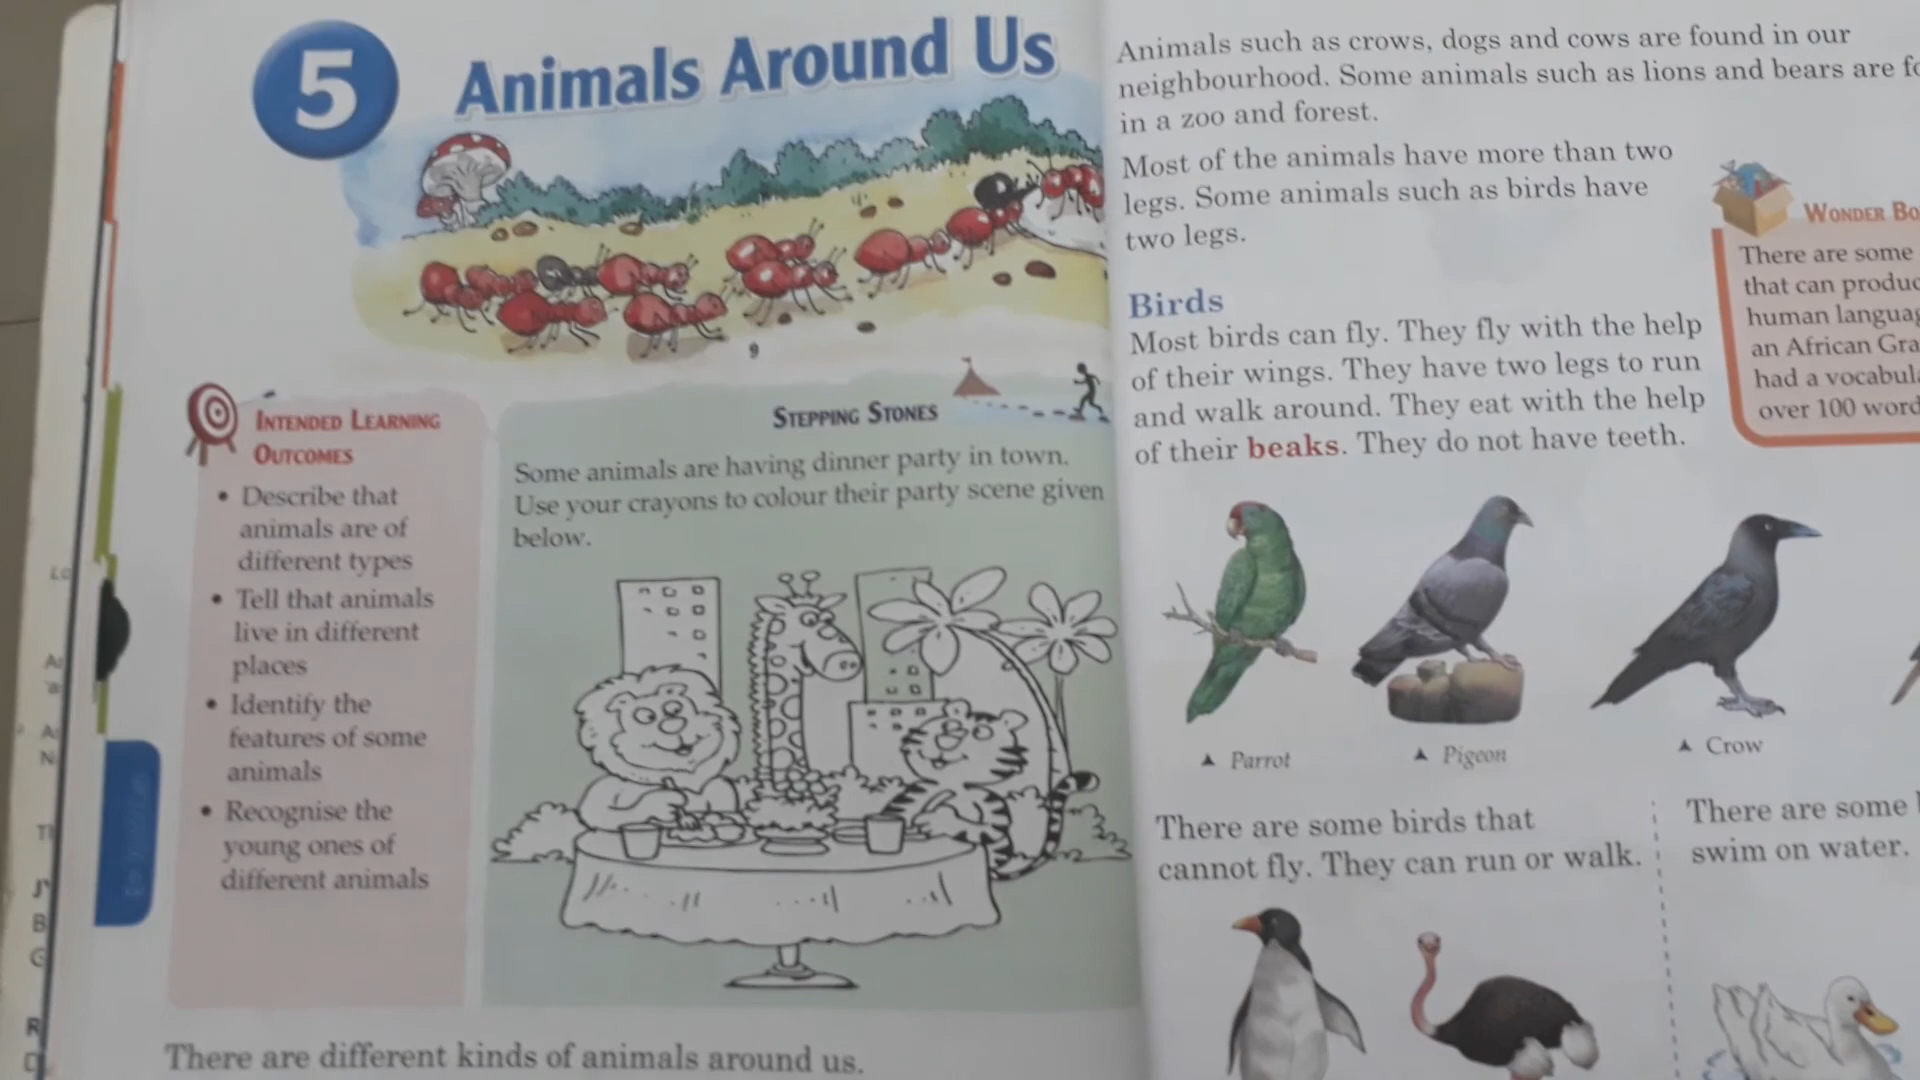 5
Animals Around Us
9
INTENDED LEARNING
OUTCOMES
• Describe that
animals are of
different types
• Tell that animals
live in different
places
• Identify the
features of some
animals
• Recognise the
young ones of
different animals
STEPPING STONES
Some animals are having dinner party in town.
Use your crayons to colour their party scene given
below.
There are different kinds of animals around us.
Animals such as crows, dogs and cows are found in our
neighbourhood. Some animals such as lions and bears are
in a zoo and forest.
Most of the animals have more than two
legs. Some animals such as birds have
two legs.
WONDER
There are some
that can
human
an African
had a
over 100
Birds
Most birds can fly. They fly with the help
of their wings. They have two legs to run
and walk around. They eat with the help
of their beaks. They do not have teeth.
Parrot
Pigeon
Crow
There are some birds that
cannot fly. They can run or walk.
There are some
swim on water.